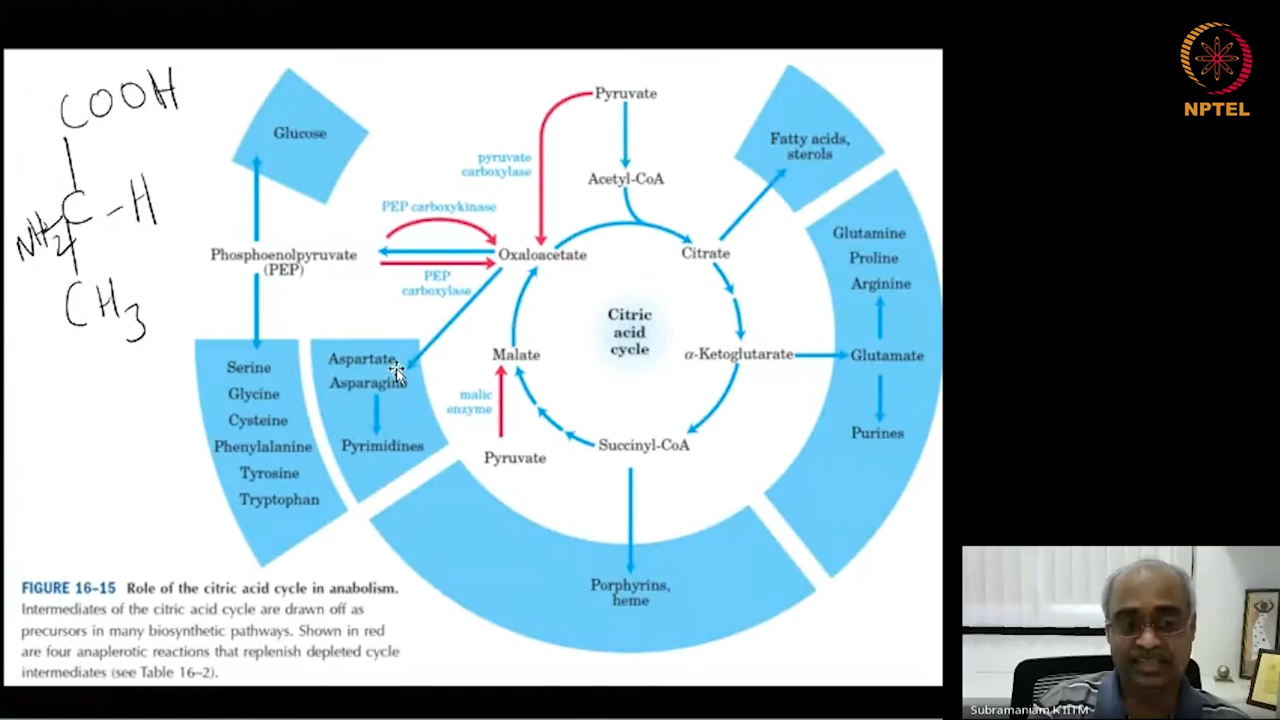 NPTEL
COOH
C-H
NH2
CH3
Glucose
Pyruvate
pyruvate
carboxylase
Acetyl-CoA
Fatty acids,
sterols
PEP carboxykinase
Phosphoenolpyruvate
(PEP)
Oxaloacetate
Citrate
PEP
carboxylase
Glutamine
Proline
Arginine
Citric
acid
cycle
Malate
α-Ketoglutarate
Glutamate
Purines
malic
enzyme
Pyruvate
Succinyl-CoA
Serine
Glycine
Cysteine
Phenylalanine
Tyrosine
Tryptophan
Aspartate
Asparagine
Pyrimidines
Porphyrins,
heme
FIGURE 16–15 Role of the citric acid cycle in anabolism.
Intermediates of the citric acid cycle are drawn off as
precursors in many biosynthetic pathways. Shown in red
are four anaplerotic reactions that replenish depleted cycle
intermediates (see Table 16–2).
Subramaniam K IITM